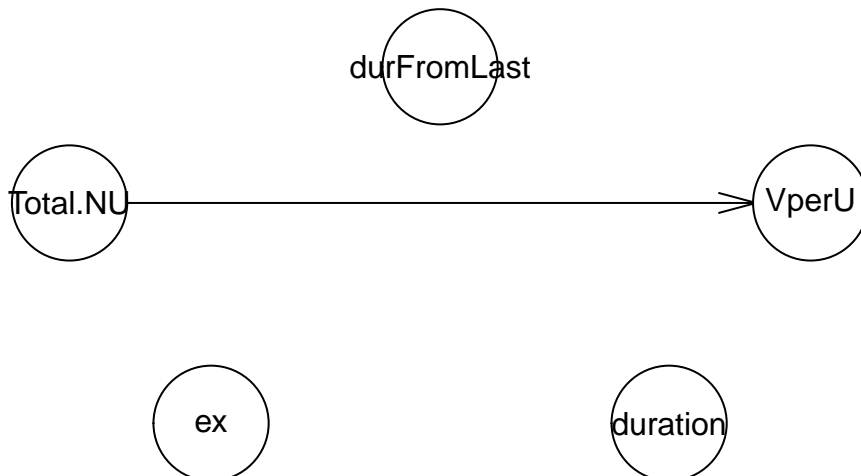 durFromLast
Total.NU
VperU
ex
duration